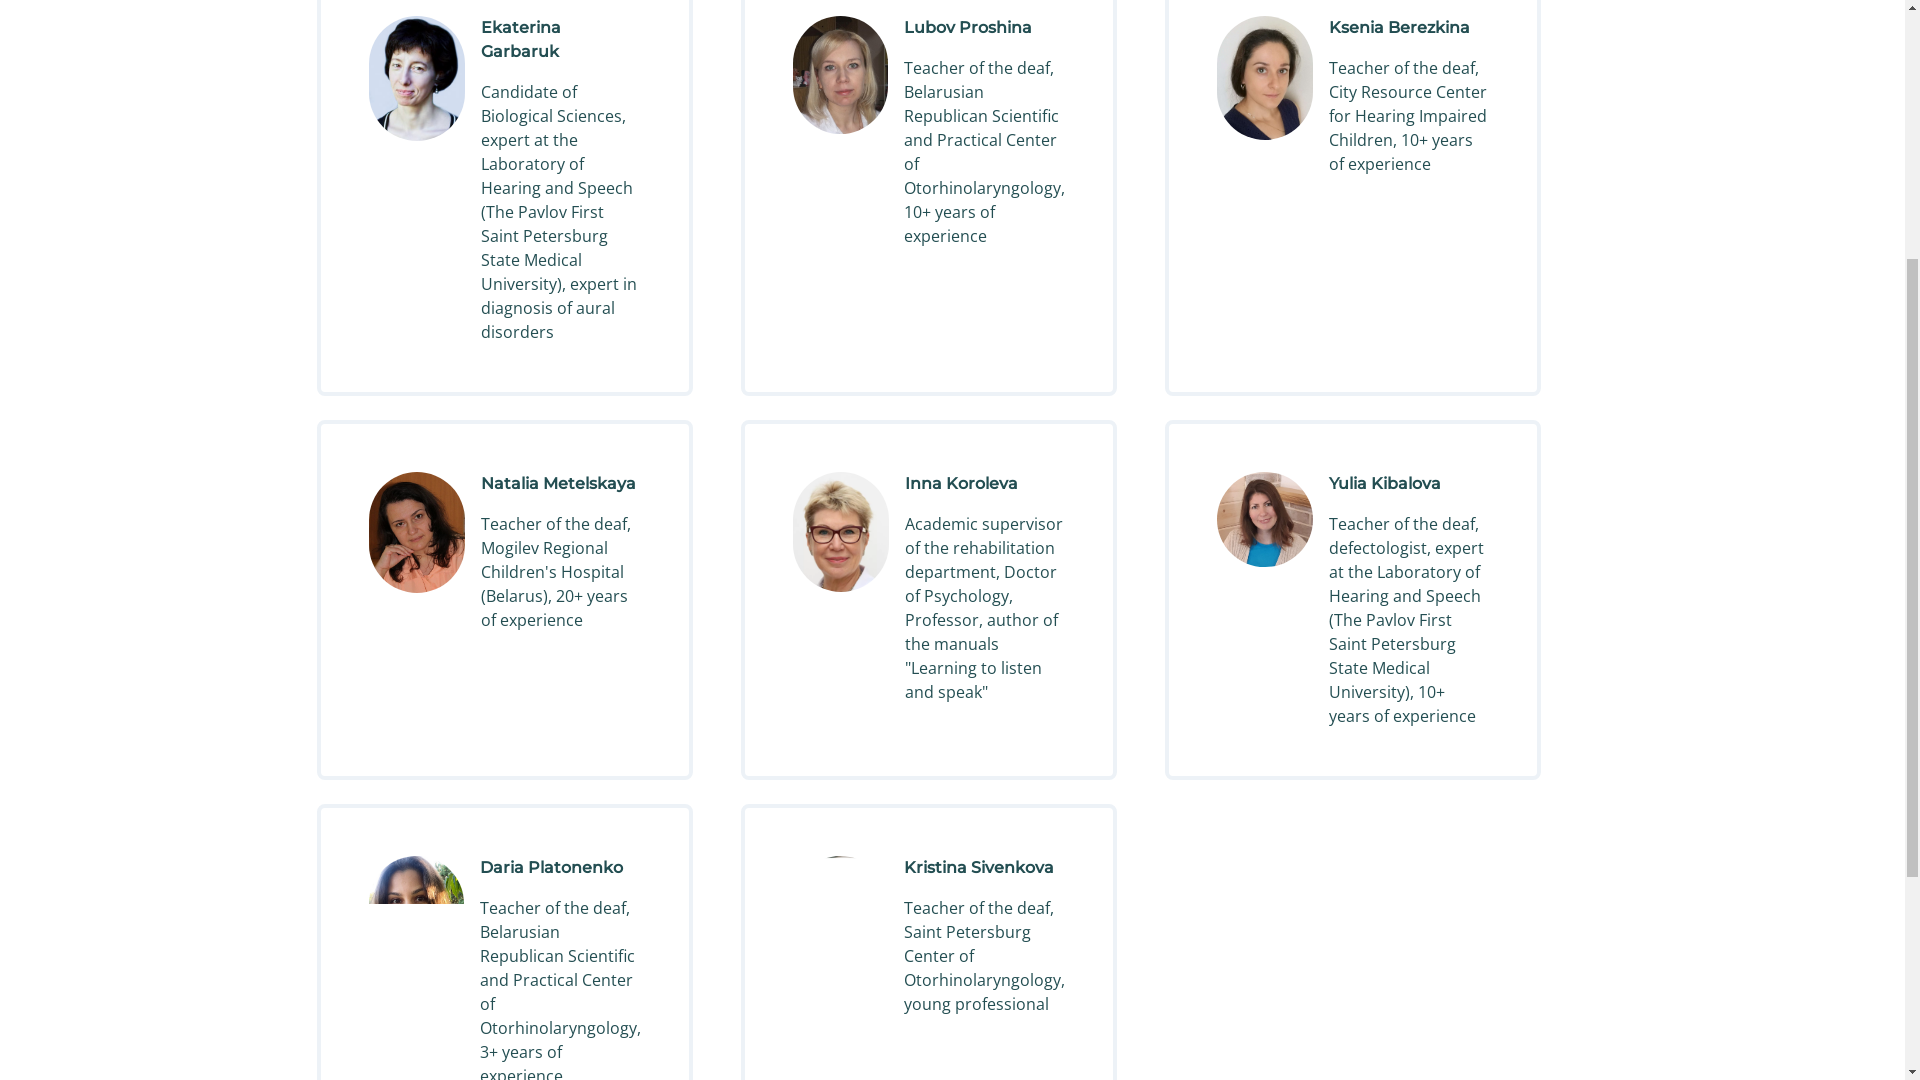 Ekaterina
Garbaruk
Candidate of
Biological Sciences,
expert at the
Laboratory of
Hearing and Speech
(The Pavlov First
Saint Petersburg
State Medical
University), expert in
diagnosis of aural
disorders
Lubov Proshina
Teacher of the deaf,
Belarusian
Republican Scientific
and Practical Center
of
Otorhinolaryngology,
10+ years of
experience
Ksenia Berezkina
Teacher of the deaf,
City Resource Center
for Hearing Impaired
Children, 10+ years
of experience
Natalia Metelskaya
Teacher of the deaf,
Mogilev Regional
Children's Hospital
(Belarus), 20+ years
of experience
Inna Koroleva
Academic supervisor
of the rehabilitation
department, Doctor
of Psychology,
Professor, author of
the manuals
"Learning to listen
and speak"
Yulia Kibalova
Teacher of the deaf,
defectologist, expert
at the Laboratory of
Hearing and Speech
(The Pavlov First
Saint Petersburg
State Medical
University), 10+
years of experience
Daria Platonenko
Teacher of the deaf,
Belarusian
Republican Scientific
and Practical Center
of
Otorhinolaryngology,
3+ years of
experience
Kristina Sivenkova
Teacher of the deaf,
Saint Petersburg
Center of
Otorhinolaryngology,
young professional